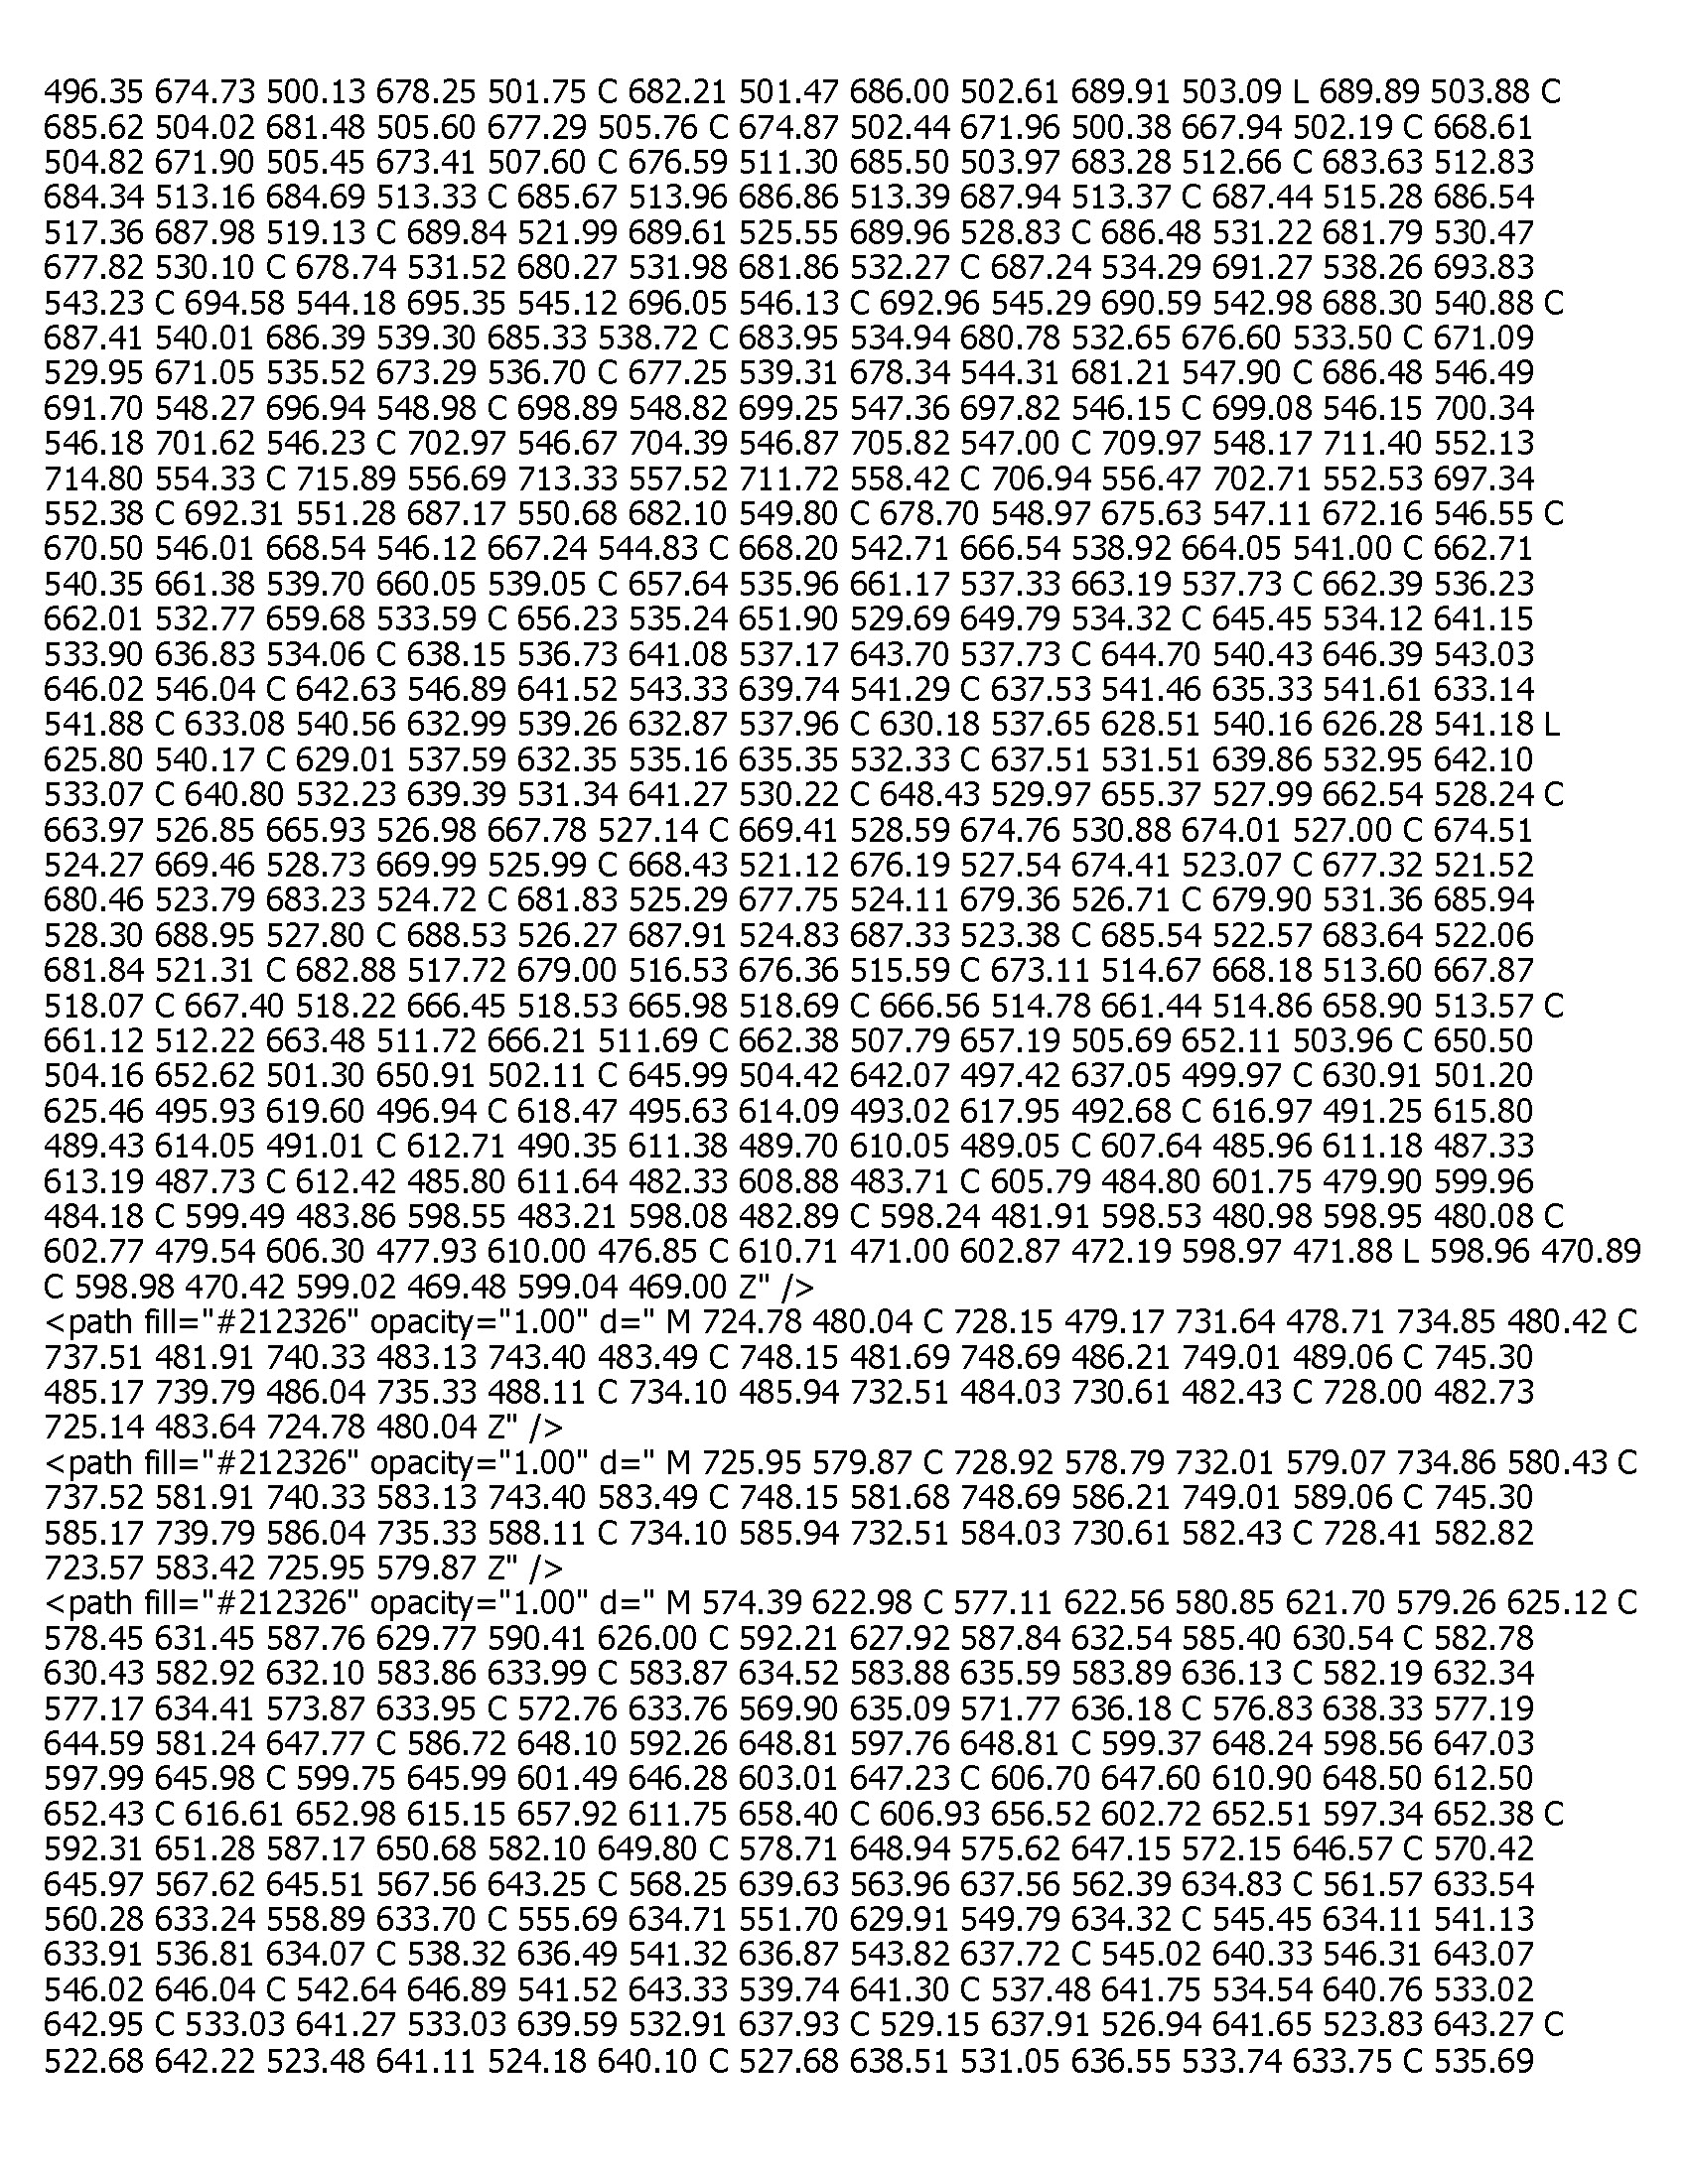 496.35 674.73 500.13 678.25 501.75 C 682.21 501.47 686.00 502.61 689.91 503.09 L 689.89 503.88 C
685.62 504.02 681.48 505.60 677.29 505.76 C 674.87 502.44 671.96 500.38 667.94 502.19 C 668.61
504.82 671.90 505.45 673.41 507.60 C 676.59 511.30 685.50 503.97 683.28 512.66 C 683.63 512.83
684.34 513.16 684.69 513.33 C 685.67 513.96 686.86 513.39 687.94 513.37 C 687.44 515.28 686.54
517.36 687.98 519.13 C 689.84 521.99 689.61 525.55 689.96 528.83 C 686.48 531.22 681.79 530.47
677.82 530.10 C 678.74 531.52 680.27 531.98 681.86 532.27 C 687.24 534.29 691.27 538.26 693.83
543.23 C 694.58 544.18 695.35 545.12 696.05 546.13 C 692.96 545.29 690.59 542.98 688.30 540.88 C
687.41 540.01 686.39 539.30 685.33 538.72 C 683.95 534.94 680.78 532.65 676.60 533.50 C 671.09
529.95 671.05 535.52 673.29 536.70 C 677.25 539.31 678.34 544.31 681.21 547.90 C 686.48 546.49
691.70 548.27 696.94 548.98 C 698.89 548.82 699.25 547.36 697.82 546.15 C 699.08 546.15 700.34
546.18 701.62 546.23 C 702.97 546.67 704.39 546.87 705.82 547.00 C 709.97 548.17 711.40 552.13
714.80 554.33 C 715.89 556.69 713.33 557.52 711.72 558.42 C 706.94 556.47 702.71 552.53 697.34
552.38 C 692.31 551.28 687.17 550.68 682.10 549.80 C 678.70 548.97 675.63 547.11 672.16 546.55 C
670.50 546.01 668.54 546.12 667.24 544.83 C 668.20 542.71 666.54 538.92 664.05 541.00 C 662.71
540.35 661.38 539.70 660.05 539.05 C 657.64 535.96 661.17 537.33 663.19 537.73 C 662.39 536.23
662.01 532.77 659.68 533.59 C 656.23 535.24 651.90 529.69 649.79 534.32 C 645.45 534.12 641.15
533.90 636.83 534.06 C 638.15 536.73 641.08 537.17 643.70 537.73 C 644.70 540.43 646.39 543.03
646.02 546.04 C 642.63 546.89 641.52 543.33 639.74 541.29 C 637.53 541.46 635.33 541.61 633.14
541.88 C 633.08 540.56 632.99 539.26 632.87 537.96 C 630.18 537.65 628.51 540.16 626.28 541.18 L
625.80 540.17 C 629.01 537.59 632.35 535.16 635.35 532.33 C 637.51 531.51 639.86 532.95 642.10
533.07 C 640.80 532.23 639.39 531.34 641.27 530.22 C 648.43 529.97 655.37 527.99 662.54 528.24 C
663.97 526.85 665.93 526.98 667.78 527.14 C 669.41 528.59 674.76 530.88 674.01 527.00 C 674.51
524.27 669.46 528.73 669.99 525.99 C 668.43 521.12 676.19 527.54 674.41 523.07 C 677.32 521.52
680.46 523.79 683.23 524.72 C 681.83 525.29 677.75 524.11 679.36 526.71 C 679.90 531.36 685.94
528.30 688.95 527.80 C 688.53 526.27 687.91 524.83 687.33 523.38 C 685.54 522.57 683.64 522.06
681.84 521.31 C 682.88 517.72 679.00 516.53 676.36 515.59 C 673.11 514.67 668.18 513.60 667.87
518.07 C 667.40 518.22 666.45 518.53 665.98 518.69 C 666.56 514.78 661.44 514.86 658.90 513.57 C
661.12 512.22 663.48 511.72 666.21 511.69 C 662.38 507.79 657.19 505.69 652.11 503.96 C 650.50
504.16 652.62 501.30 650.91 502.11 C 645.99 504.42 642.07 497.42 637.05 499.97 C 630.91 501.20
625.46 495.93 619.60 496.94 C 618.47 495.63 614.09 493.02 617.95 492.68 C 616.97 491.25 615.80
489.43 614.05 491.01 C 612.71 490.35 611.38 489.70 610.05 489.05 C 607.64 485.96 611.18 487.33
613.19 487.73 C 612.42 485.80 611.64 482.33 608.88 483.71 C 605.79 484.80 601.75 479.90 599.96
484.18 C 599.49 483.86 598.55 483.21 598.08 482.89 C 598.24 481.91 598.53 480.98 598.95 480.08 C
602.77 479.54 606.30 477.93 610.00 476.85 C 610.71 471.00 602.87 472.19 598.97 471.88 L 598.96 470.89
C 598.98 470.42 599.02 469.48 599.04 469.00 Z" />
<path fill="#212326" opacity="1.00" d=" M 724.78 480.04 C 728.15 479.17 731.64 478.71 734.85 480.42 C
737.51 481.91 740.33 483.13 743.40 483.49 C 748.15 481.69 748.69 486.21 749.01 489.06 C 745.30
485.17 739.79 486.04 735.33 488.11 C 734.10 485.94 732.51 484.03 730.61 482.43 C 728.00 482.73
725.14 483.64 724.78 480.04 Z" />
<path fill="#212326" opacity="1.00" d=" M 725.95 579.87 C 728.92 578.79 732.01 579.07 734.86 580.43 C
737.52 581.91 740.33 583.13 743.40 583.49 C 748.15 581.68 748.69 586.21 749.01 589.06 C 745.30
585.17 739.79 586.04 735.33 588.11 C 734.10 585.94 732.51 584.03 730.61 582.43 C 728.41 582.82
723.57 583.42 725.95 579.87 Z" />
<path fill="#212326" opacity="1.00" d=" M 574.39 622.98 C 577.11 622.56 580.85 621.70 579.26 625.12 C
578.45 631.45 587.76 629.77 590.41 626.00 C 592.21 627.92 587.84 632.54 585.40 630.54 C 582.78
630.43 582.92 632.10 583.86 633.99 C 583.87 634.52 583.88 635.59 583.89 636.13 C 582.19 632.34
577.17 634.41 573.87 633.95 C 572.76 633.76 569.90 635.09 571.77 636.18 C 576.83 638.33 577.19
644.59 581.24 647.77 C 586.72 648.10 592.26 648.81 597.76 648.81 C 599.37 648.24 598.56 647.03
597.99 645.98 C 599.75 645.99 601.49 646.28 603.01 647.23 C 606.70 647.60 610.90 648.50 612.50
652.43 C 616.61 652.98 615.15 657.92 611.75 658.40 C 606.93 656.52 602.72 652.51 597.34 652.38 C
592.31 651.28 587.17 650.68 582.10 649.80 C 578.71 648.94 575.62 647.15 572.15 646.57 C 570.42
645.97 567.62 645.51 567.56 643.25 C 568.25 639.63 563.96 637.56 562.39 634.83 C 561.57 633.54
560.28 633.24 558.89 633.70 C 555.69 634.71 551.70 629.91 549.79 634.32 C 545.45 634.11 541.13
633.91 536.81 634.07 C 538.32 636.49 541.32 636.87 543.82 637.72 C 545.02 640.33 546.31 643.07
546.02 646.04 C 542.64 646.89 541.52 643.33 539.74 641.30 C 537.48 641.75 534.54 640.76 533.02
642.95 C 533.03 641.27 533.03 639.59 532.91 637.93 C 529.15 637.91 526.94 641.65 523.83 643.27 C
522.68 642.22 523.48 641.11 524.18 640.10 C 527.68 638.51 531.05 636.55 533.74 633.75 C 535.69